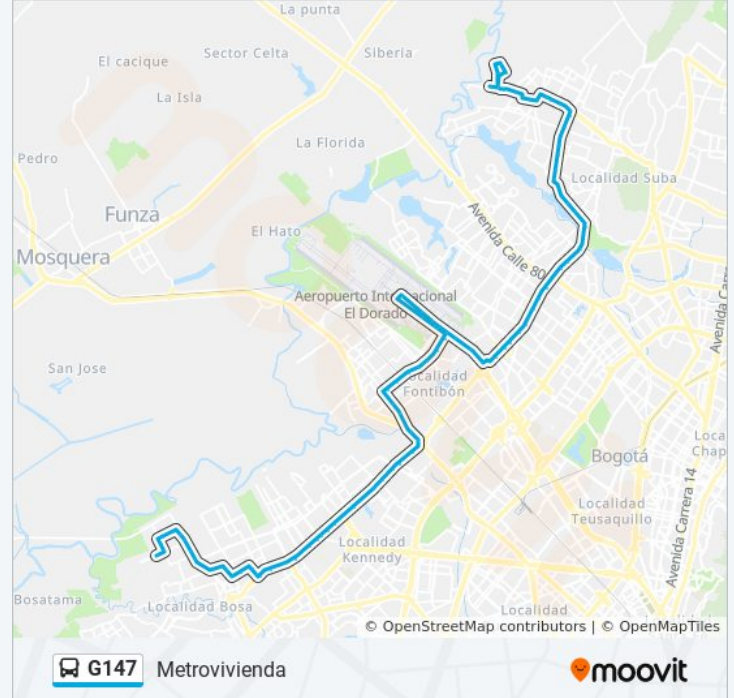 La punta
El cacique
Sector Celta
Siberia
La Isla
La Florida
Pedro
Localidad Suba
Funza
Avenida Calle 80
El Hato
Mosquera
Aeropuerto Internacional
El Dorado
Avenida Car
San Jose
Localidad
Fontibón
Loca
Chap
Bogotá
Avenida Carrera 14
Localidad
Teusaquillo
Localidad
Kennedy
Bosatama
Localidad Bosa
Localidad
© OpenStreetMap contributors | © OpenMapTiles
G147 Metrovivienda
moovit